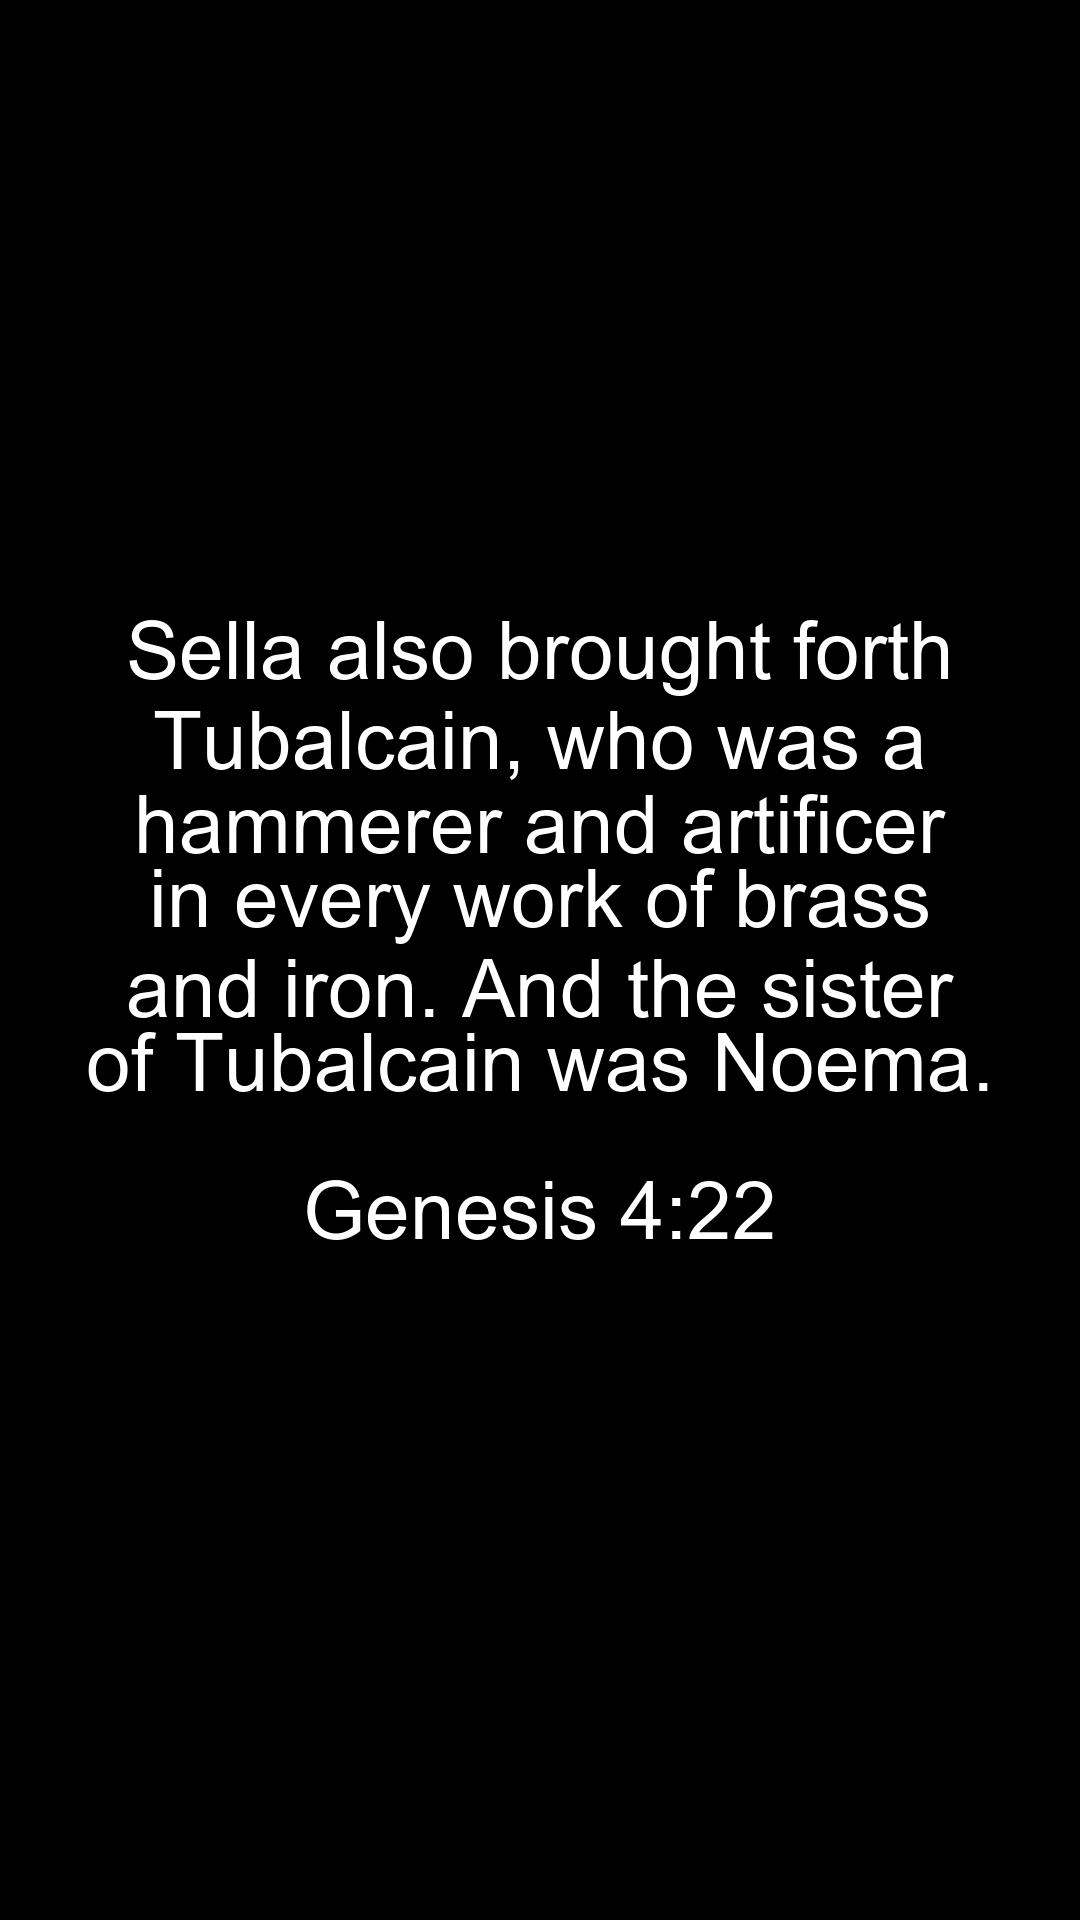 Sella also brought forth
Tubalcain, who was a
hammerer and artificer
in every work of brass
and iron. And the sister
of Tubalcain was Noema.
Genesis 4:22